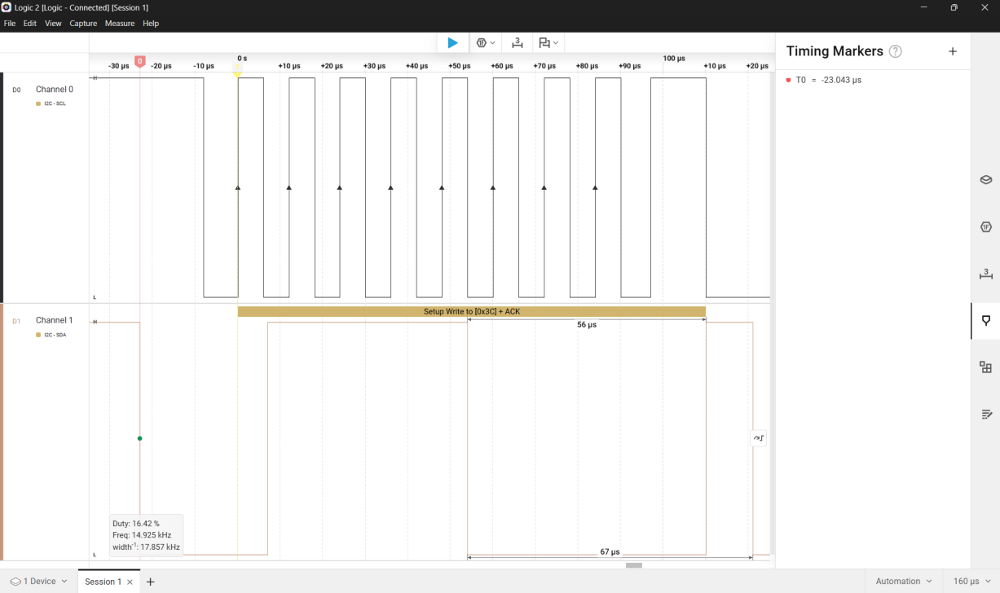 Logic 2 [Logic - Connected] [Session 1]
File Edit View Capture Measure Help
1F 3
Timing Markers ?
0 s 100 µs
-30 µs 0 -20 µs -10 µs +10 µs +20 µs +30 µs +40 µs +50 µs +60 µs +70 µs +80 µs +90 µs +10 µs +20 µs
T0 = -23.043 µs
H
D0 Channel 0
I2C - SCL
1F
3
L
Setup Write to [0x3C] + ACK
D1 Channel 1
H
56 µs
I2C - SDA
Duty: 16.42 %
Freq: 14.925 kHz
width⁻¹: 17.857 kHz
67 µs
L
1 Device Session 1 Automation 160 µs